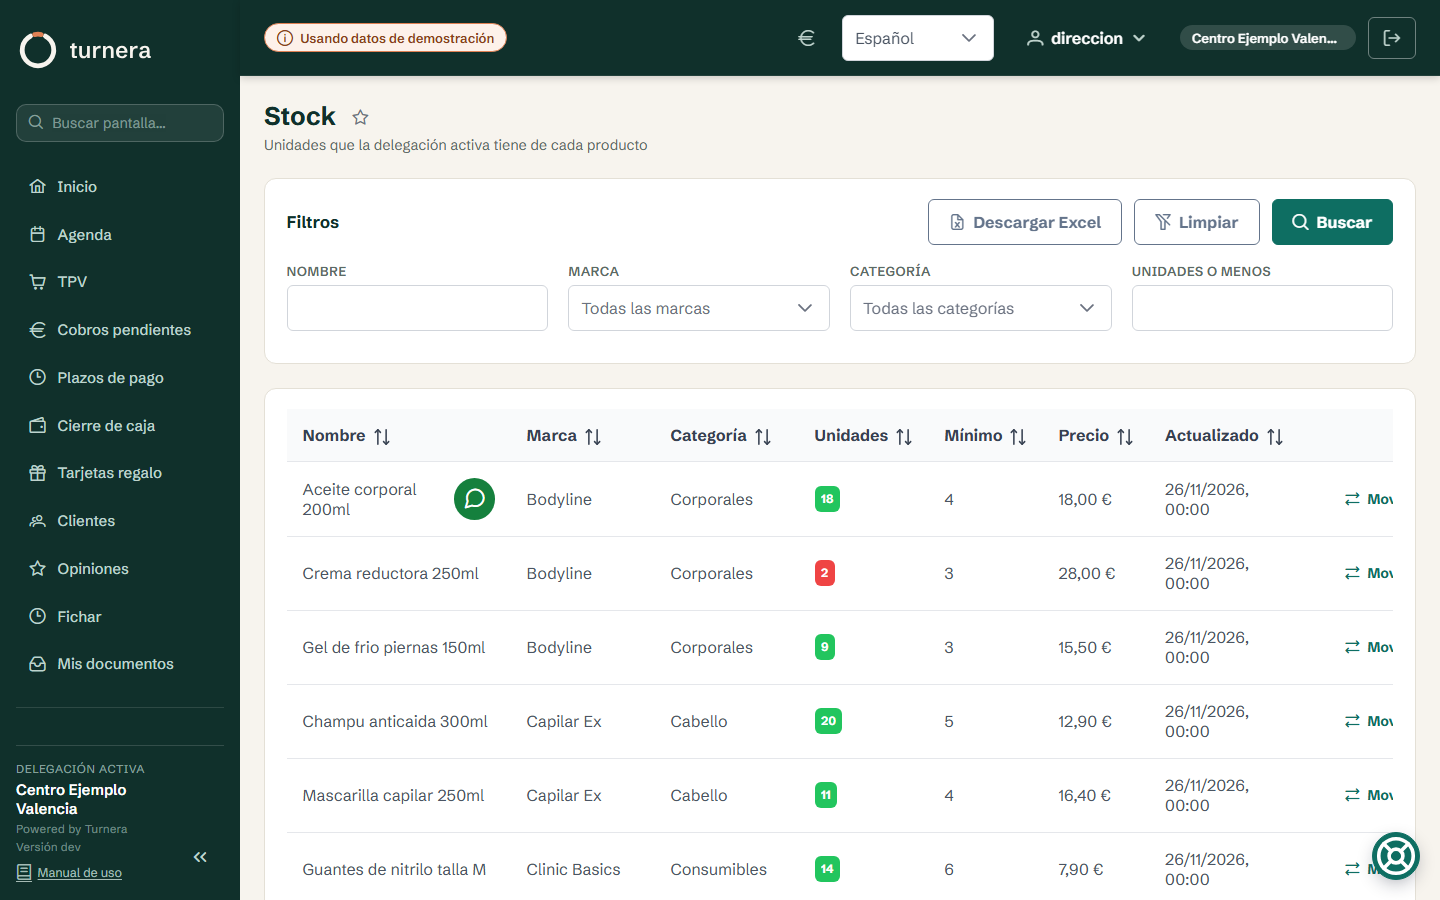 turnera
Usando datos de demostración
Español
direccion
Centro Ejemplo Valen...
Buscar pantalla...
Inicio
Agenda
TPV
Cobros pendientes
Plazos de pago
Cierre de caja
Tarjetas regalo
Clientes
Opiniones
Fichar
Mis documentos
DELEGACIÓN ACTIVA
Centro Ejemplo
Valencia
Powered by Turnera
Versión dev
Manual de uso
Stock
Unidades que la delegación activa tiene de cada producto
Filtros
Descargar Excel
Limpiar
Buscar
NOMBRE
MARCA
CATEGORÍA
UNIDADES O MENOS
Todas las marcas
Todas las categorías
Nombre Marca Categoría Unidades Mínimo Precio Actualizado
Aceite corporal
200ml
Bodyline Corporales 18 4 18,00 € 26/11/2026,
00:00
Mov
Crema reductora 250ml Bodyline Corporales 2 3 28,00 € 26/11/2026,
00:00
Mov
Gel de frio piernas 150ml Bodyline Corporales 9 3 15,50 € 26/11/2026,
00:00
Mov
Champu anticaida 300ml Capilar Ex Cabello 20 5 12,90 € 26/11/2026,
00:00
Mov
Mascarilla capilar 250ml Capilar Ex Cabello 11 4 16,40 € 26/11/2026,
00:00
Mov
Guantes de nitrilo talla M Clinic Basics Consumibles 14 6 7,90 € 26/11/2026,
00:00